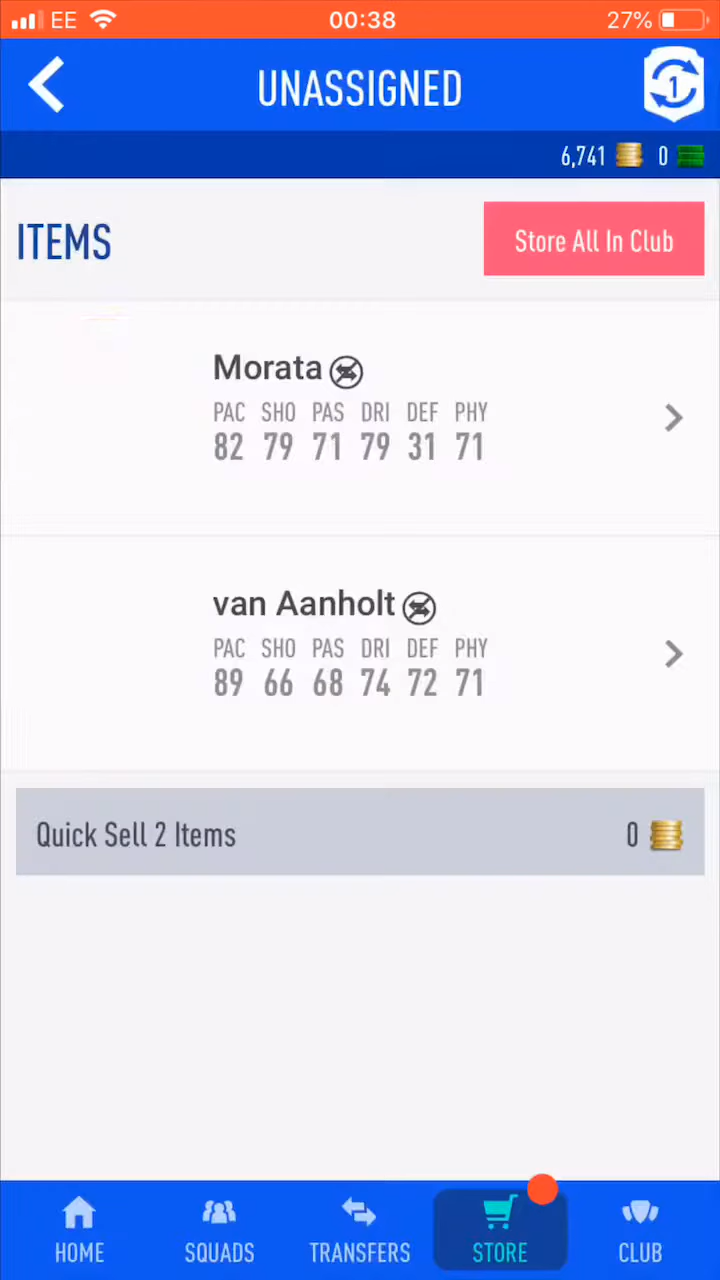 EE 00:38 27%
UNASSIGNED
1
6,741 0
ITEMS
Store All In Club
Morata
PAC SHO PAS DRI DEF PHY
82 79 71 79 31 71
van Aanholt
PAC SHO PAS DRI DEF PHY
89 66 68 74 72 71
Quick Sell 2 Items 0
HOME SQUADS TRANSFERS STORE CLUB